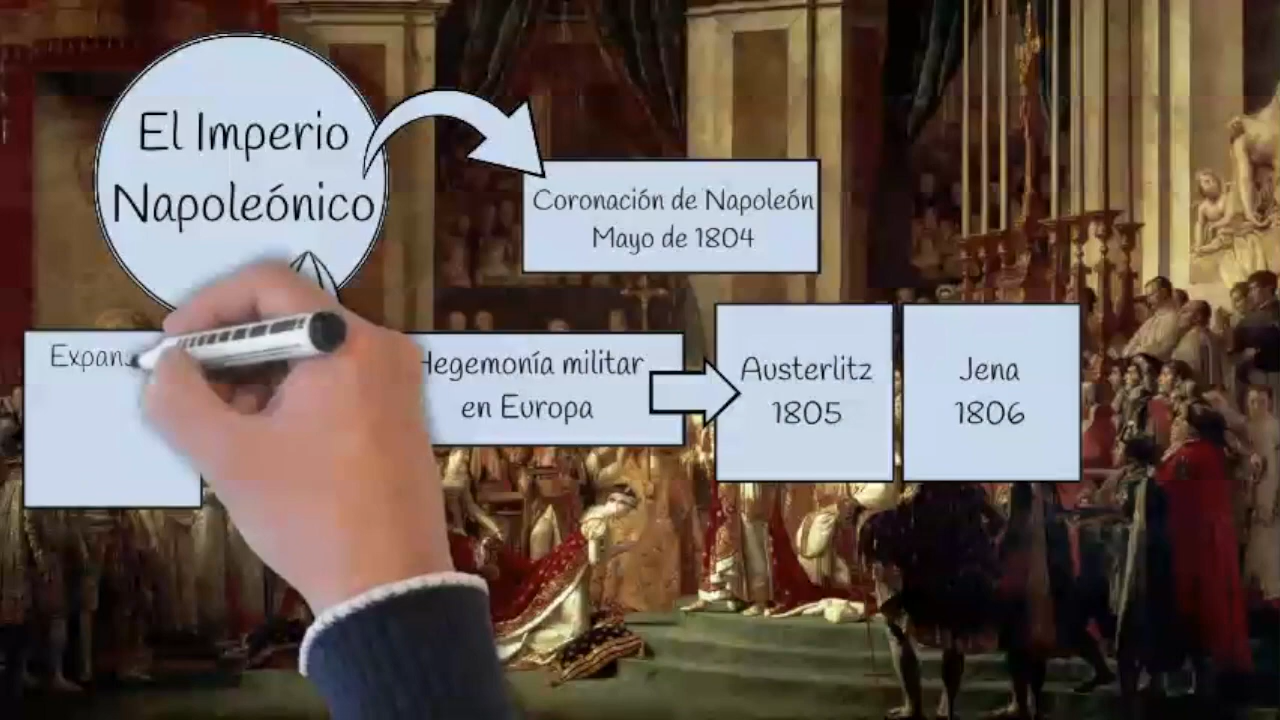 El Imperio
Napoleónico
Coronación de Napoleón
Mayo de 1804
Hegemonía militar
en Europa
Austerlitz
1805
Jena
1806